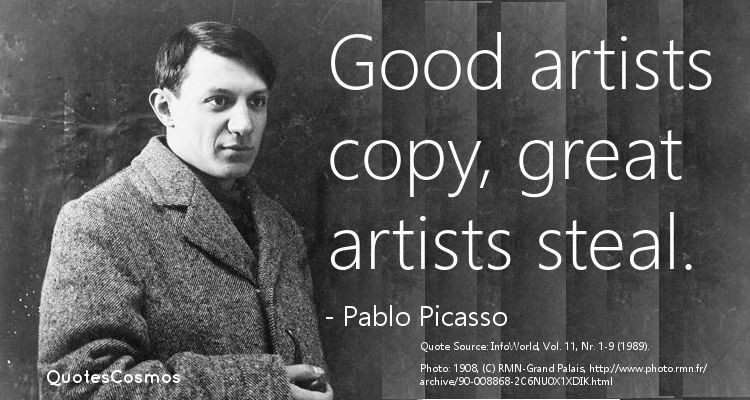 Good artists
copy, great
artists steal.
- Pablo Picasso
Quote Source: InfoWorld, Vol. 11, Nr. 1-9 (1989).
Photo: 1908, (C) RMN-Grand Palais, http://www.photo.rmn.fr/
archive/90-008868-2C6NU0X1XDIK.html
QuotesCosmos